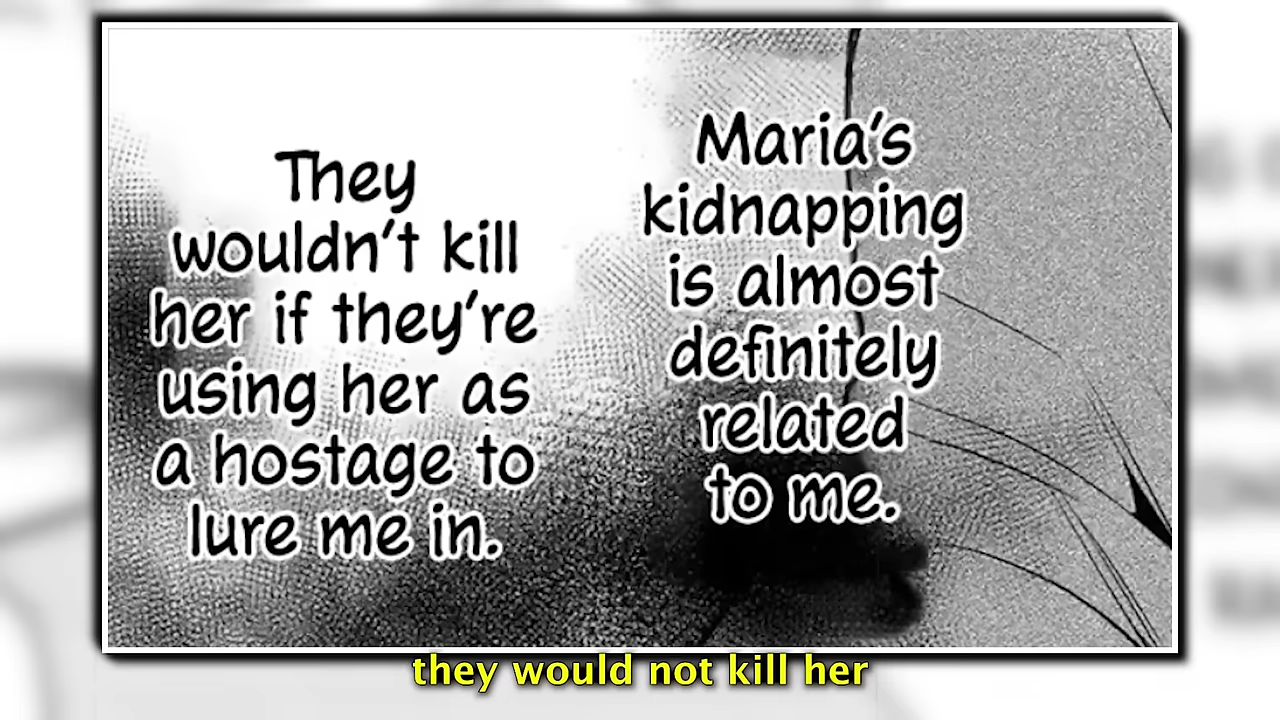 Maria's
kidnapping
is almost
definitely
related
to me.
They
wouldn't kill
her if they're
using her as
a hostage to
lure me in.
they would not kill her